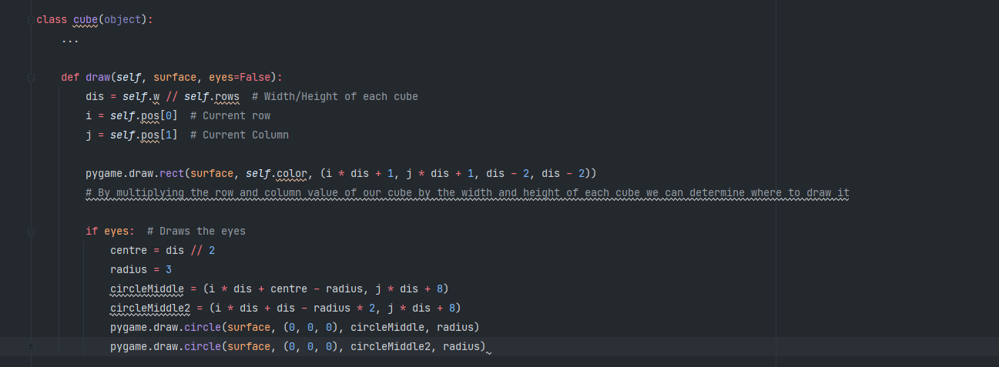 class cube(object):
    ...

    def draw(self, surface, eyes=False):
        dis = self.w // self.rows  # Width/Height of each cube
        i = self.pos[0]  # Current row
        j = self.pos[1]  # Current Column

        pygame.draw.rect(surface, self.color, (i * dis + 1, j * dis + 1, dis - 2, dis - 2))
        # By multiplying the row and column value of our cube by the width and height of each cube we can determine where to draw it

        if eyes:  # Draws the eyes
            centre = dis // 2
            radius = 3
            circleMiddle = (i * dis + centre - radius, j * dis + 8)
            circleMiddle2 = (i * dis + dis - radius * 2, j * dis + 8)
            pygame.draw.circle(surface, (0, 0, 0), circleMiddle, radius)
            pygame.draw.circle(surface, (0, 0, 0), circleMiddle2, radius)